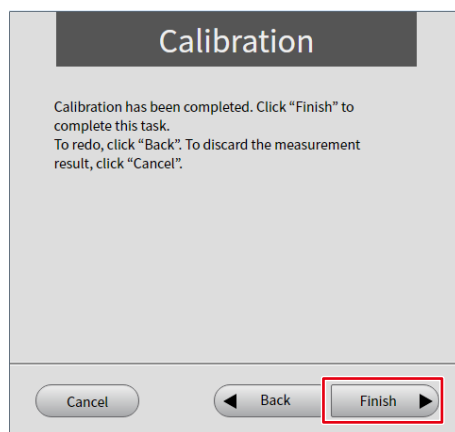 Calibration
Calibration has been completed. Click “Finish” to
complete this task.
To redo, click “Back”. To discard the measurement
result, click “Cancel”.
Cancel
Back
Finish